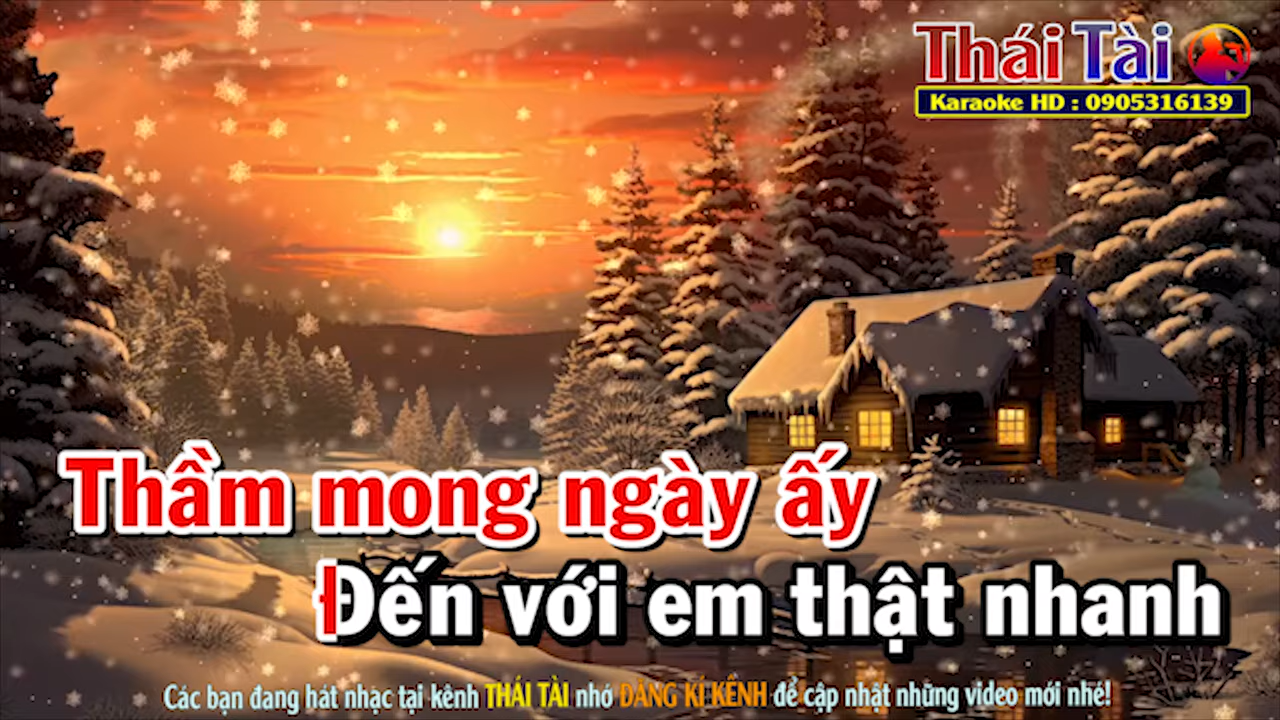 Thái Tài
Karaoke HD : 0905316139
Thầm mong ngày ấy
Đến với em thật nhanh
Các bạn đang hát nhạc tại kênh THÁI TÀI nhớ ĐĂNG KÍ KÊNH để cập nhật những video mới nhé!